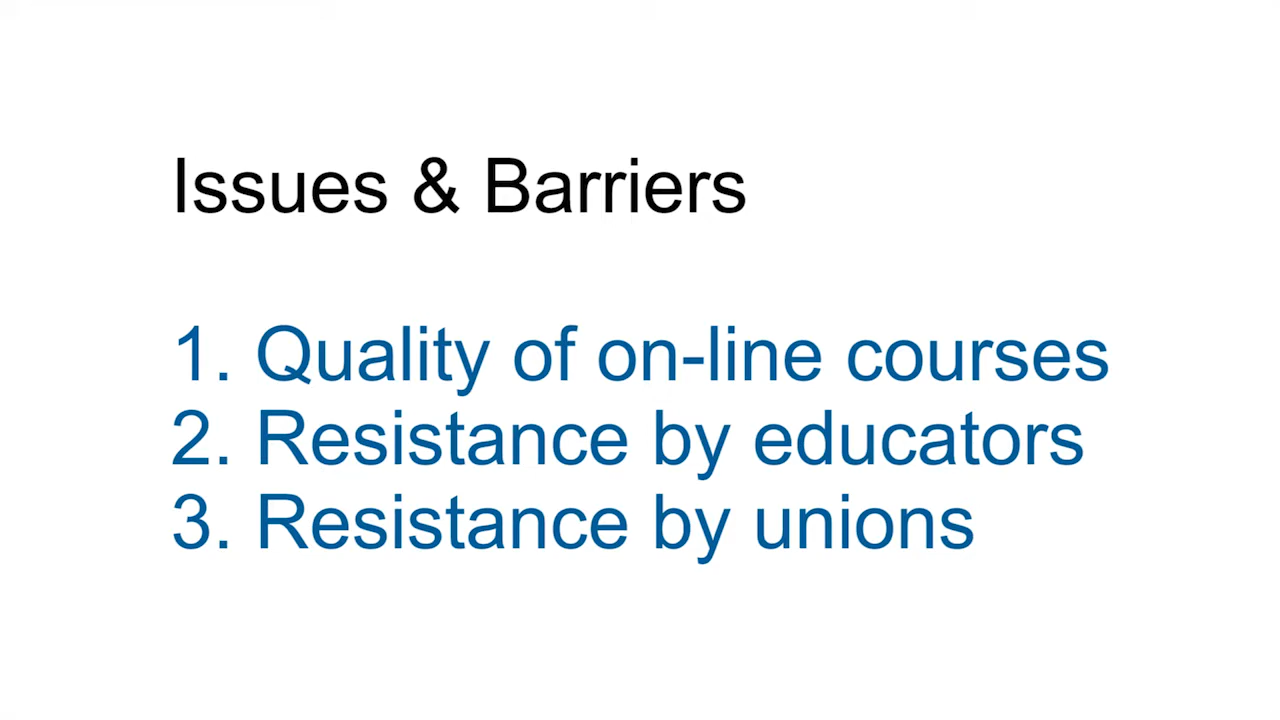 Issues & Barriers
1. Quality of on-line courses
2. Resistance by educators
3. Resistance by unions